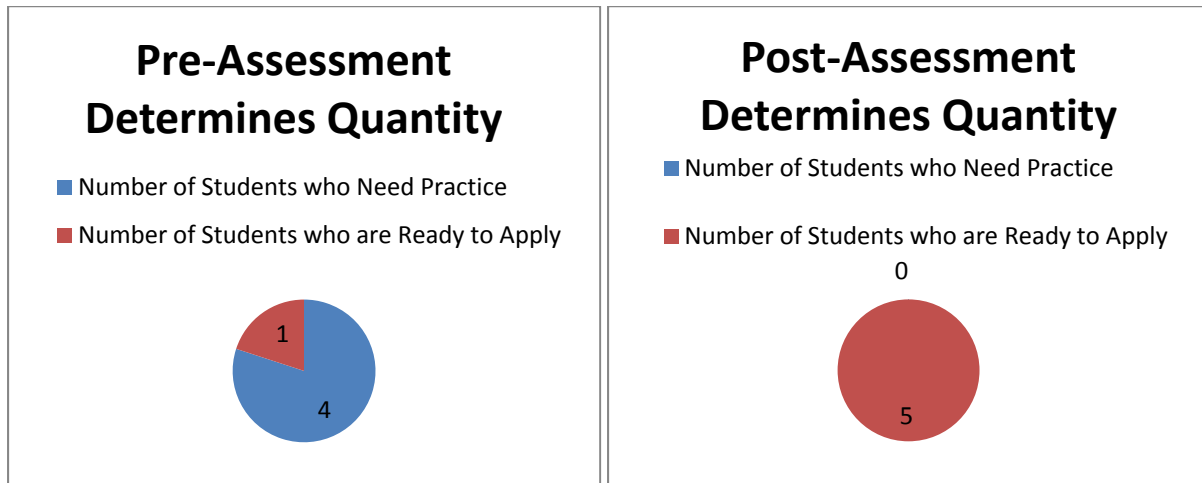 Pre-Assessment
Determines Quantity
Number of Students who Need Practice
Number of Students who are Ready to Apply
1
4
Post-Assessment
Determines Quantity
Number of Students who Need Practice
Number of Students who are Ready to Apply
0
5